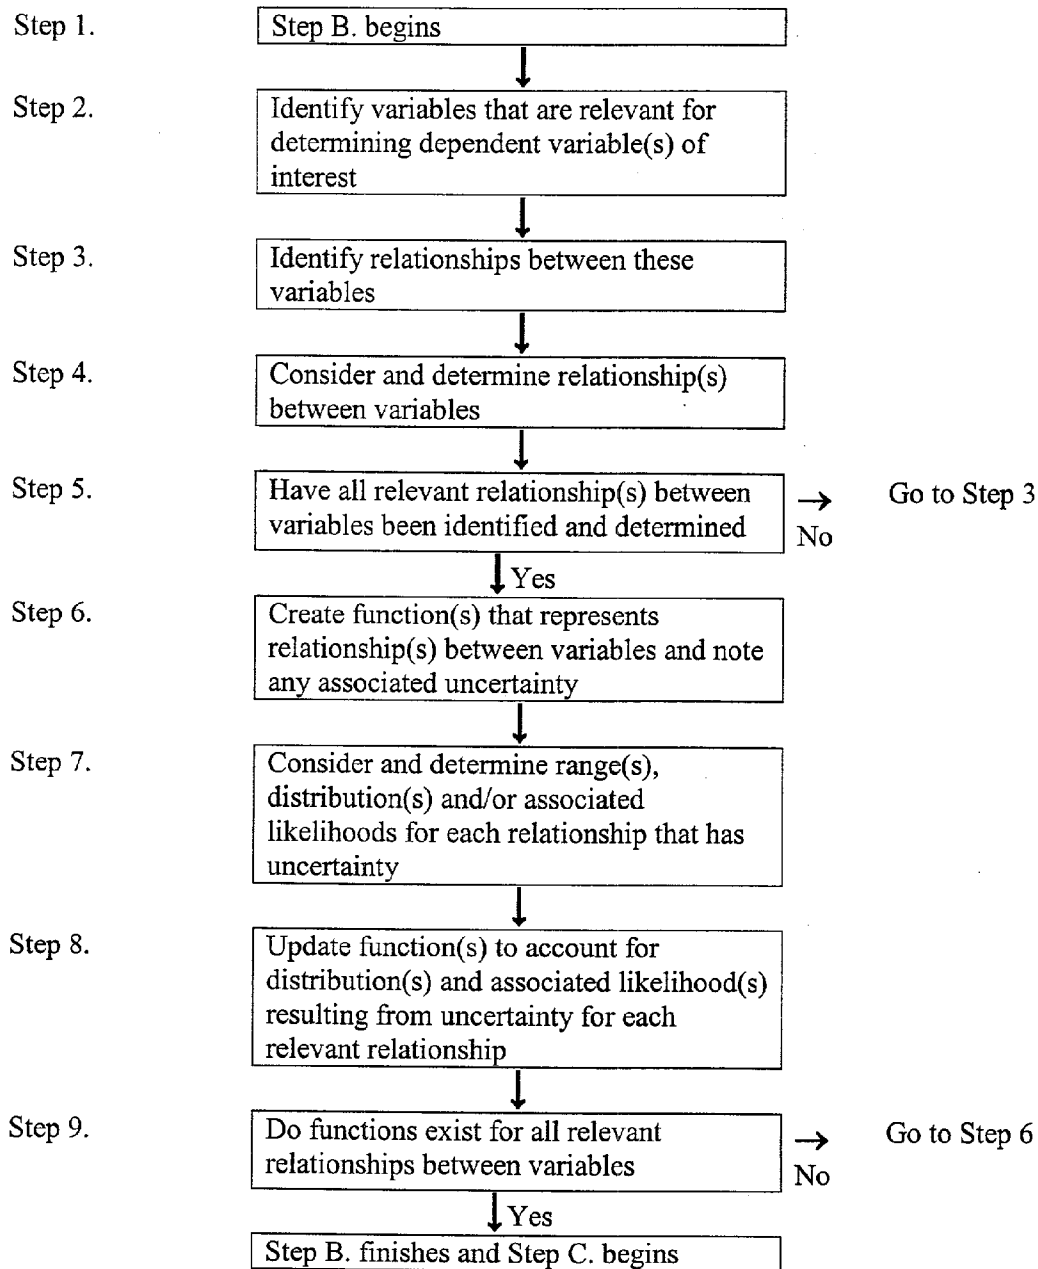 Step 1.
Step B. begins
Step 2.
Identify variables that are relevant for
determining dependent variable(s) of
interest
Step 3.
Identify relationships between these
variables
Step 4.
Consider and determine relationship(s)
between variables
Step 5.
Have all relevant relationship(s) between
variables been identified and determined
→ Go to Step 3
No
Yes
Step 6.
Create function(s) that represents
relationship(s) between variables and note
any associated uncertainty
Step 7.
Consider and determine range(s),
distribution(s) and/or associated
likelihoods for each relationship that has
uncertainty
Step 8.
Update function(s) to account for
distribution(s) and associated likelihood(s)
resulting from uncertainty for each
relevant relationship
Step 9.
Do functions exist for all relevant
relationships between variables
→ Go to Step 6
No
Yes
Step B. finishes and Step C. begins